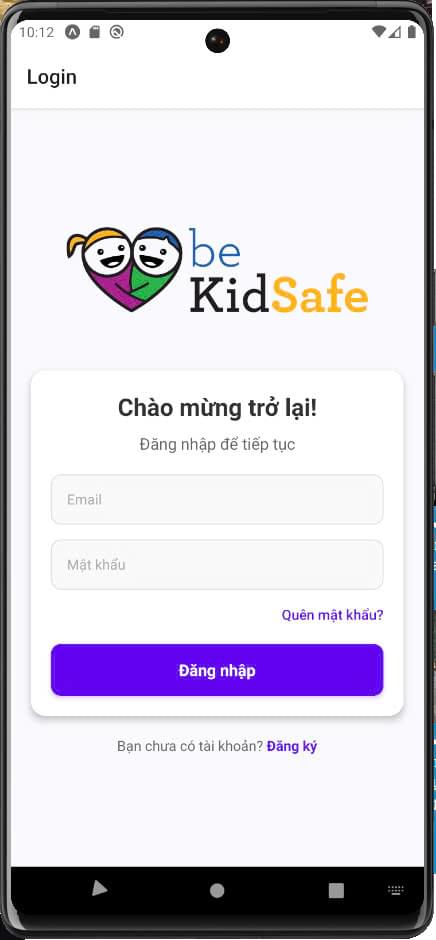 10:12
Login
be
KidSafe
Chào mừng trở lại!
Đăng nhập để tiếp tục
Email
Mật khẩu
Quên mật khẩu?
Đăng nhập
Bạn chưa có tài khoản? Đăng ký